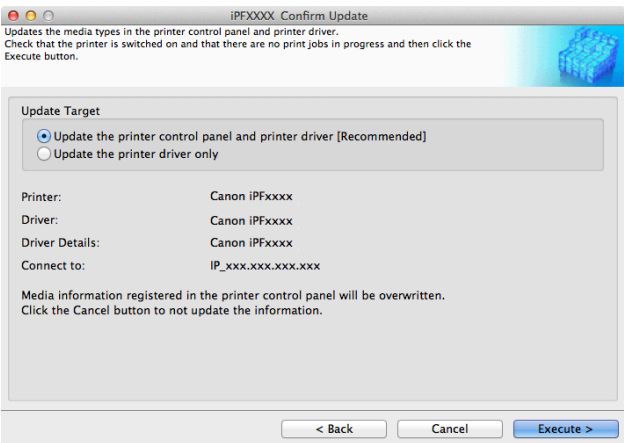 iPFXXXX Confirm Update
Updates the media types in the printer control panel and printer driver.
Check that the printer is switched on and that there are no print jobs in progress and then click the
Execute button.
Update Target
Update the printer control panel and printer driver [Recommended]
Update the printer driver only
Printer: Canon iPFxxxx
Driver: Canon iPFxxxx
Driver Details: Canon iPFxxxx
Connect to: IP_xxx.xxx.xxx.xxx
Media information registered in the printer control panel will be overwritten.
Click the Cancel button to not update the information.
< Back Cancel Execute >